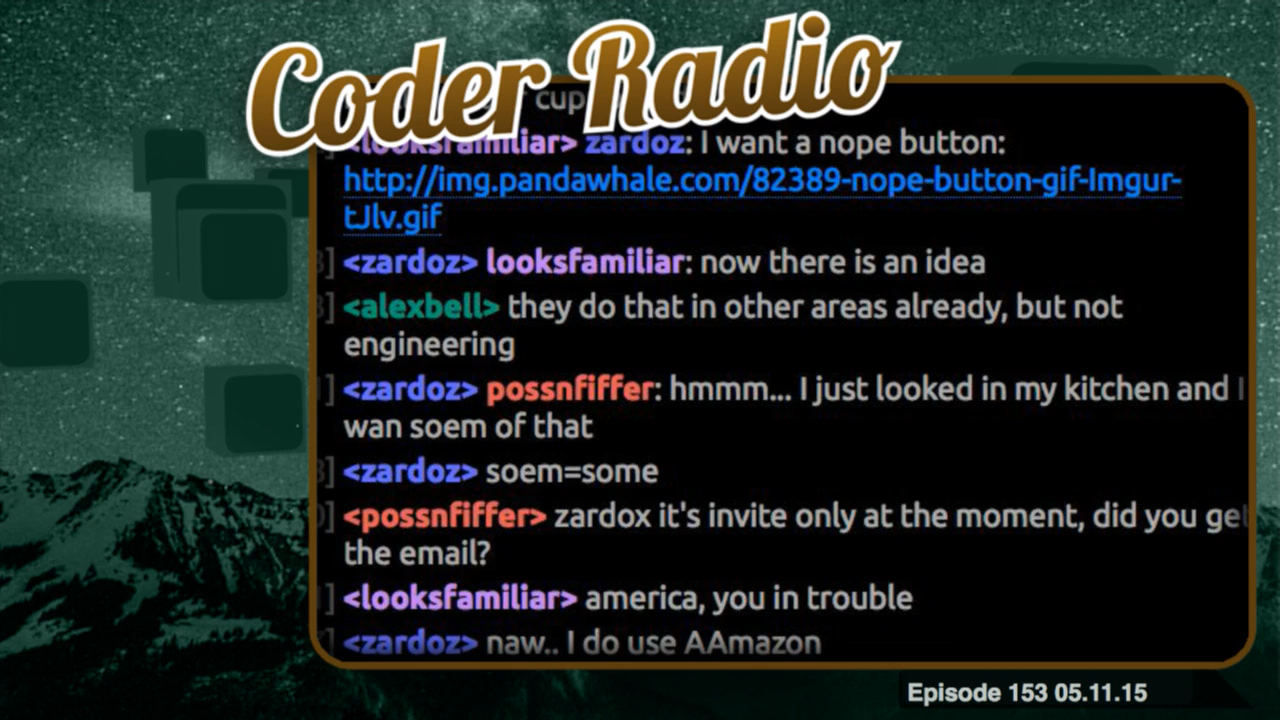 Coder Radio
cup
<looksfamiliar> zardoz: I want a nope button:
http://img.pandawhale.com/82389-nope-button-gif-Imgur-
tJlv.gif
<zardoz> looksfamiliar: now there is an idea
<alexbell> they do that in other areas already, but not
engineering
<zardoz> possnfiffer: hmmm... I just looked in my kitchen and I
wan soem of that
<zardoz> soem=some
<possnfiffer> zardox it's invite only at the moment, did you get
the email?
<looksfamiliar> america, you in trouble
<zardoz> naw.. I do use AAmazon
Episode 153 05.11.15